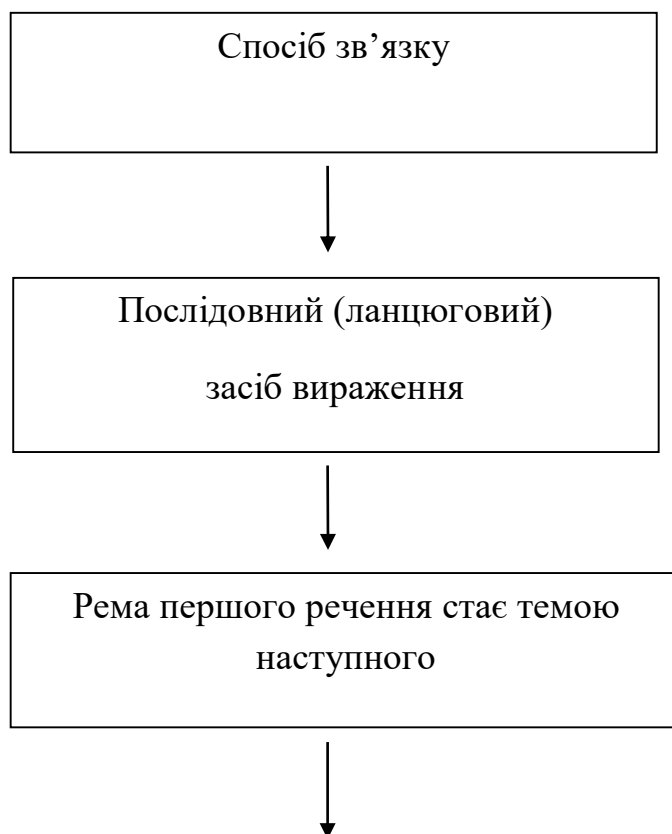 Спосіб зв’язку
Послідовний (ланцюговий)
засіб вираження
Рема першого речення стає темою
наступного